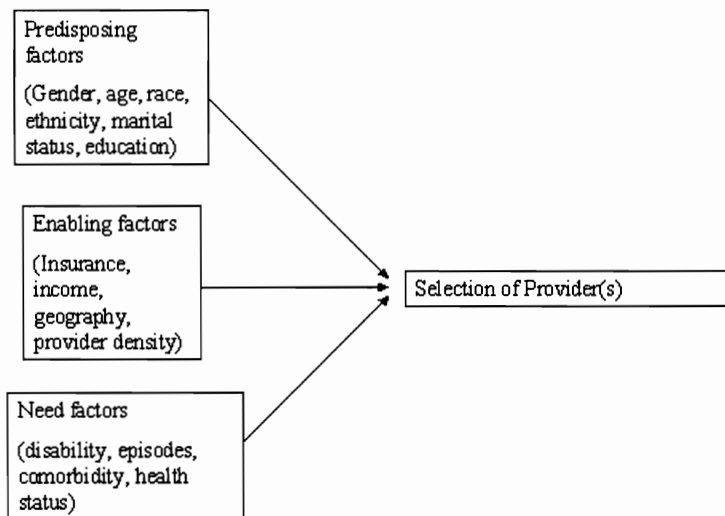 Predisposing
factors
(Gender, age, race,
ethnicity, marital
status, education)
Enabling factors
(Insurance,
income,
geography,
provider density)
Need factors
(disability, episodes,
comorbidity, health
status)
Selection of Provider(s)